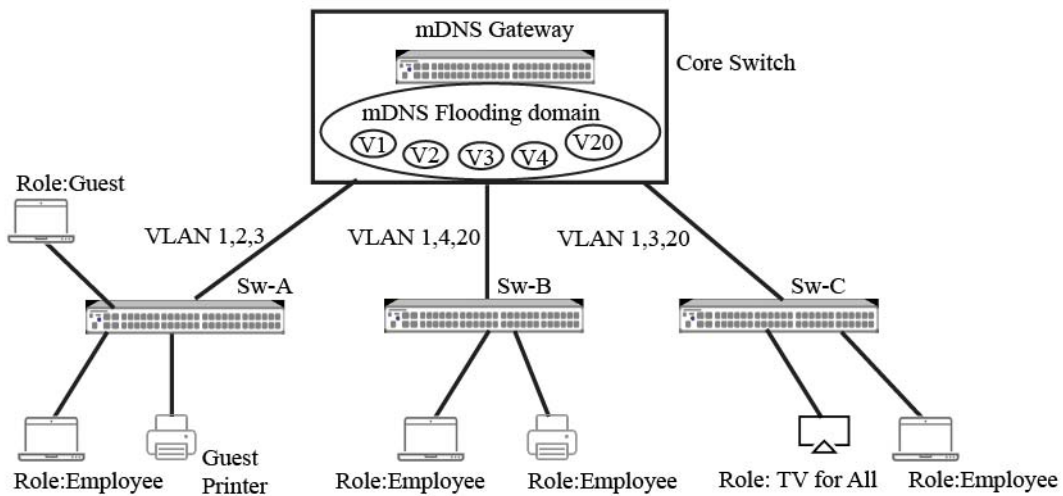 mDNS Gateway
Core Switch
mDNS Flooding domain
V1
V2
V3
V4
V20
Role:Guest
VLAN 1,2,3
VLAN 1,4,20
VLAN 1,3,20
Sw-A
Sw-B
Sw-C
Role:Employee
Guest
Printer
Role:Employee
Role:Employee
Role: TV for All
Role:Employee